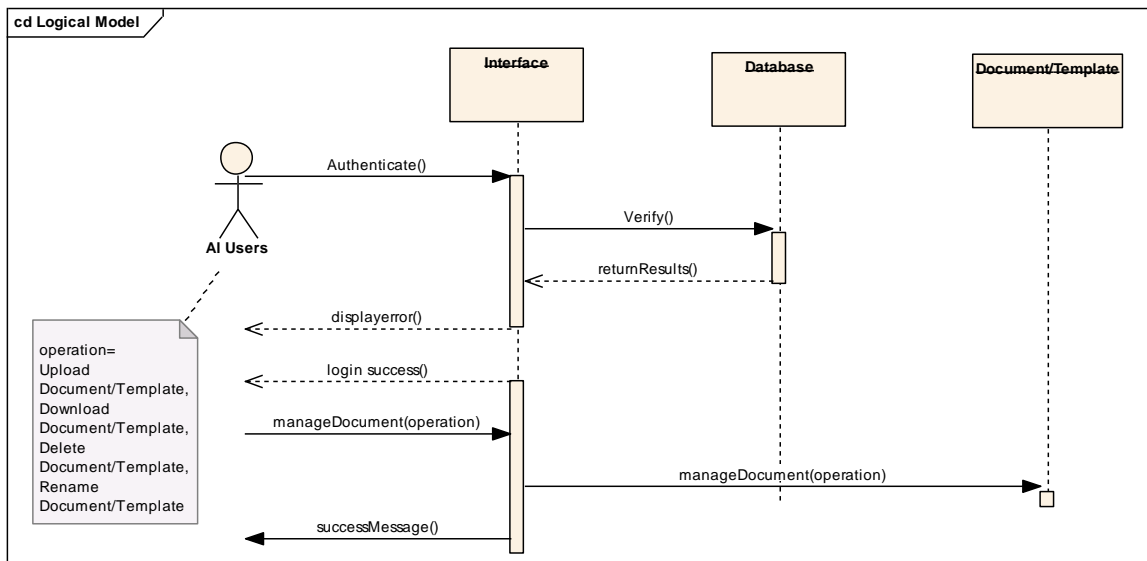 cd Logical Model
Interface
Database
Document/Template
Authenticate()
Verify()
AI Users
returnResults()
displayerror()
operation=
Upload
Document/Template,
Download
Document/Template,
Delete
Document/Template,
Rename
Document/Template
login success()
manageDocument(operation)
manageDocument(operation)
successMessage()